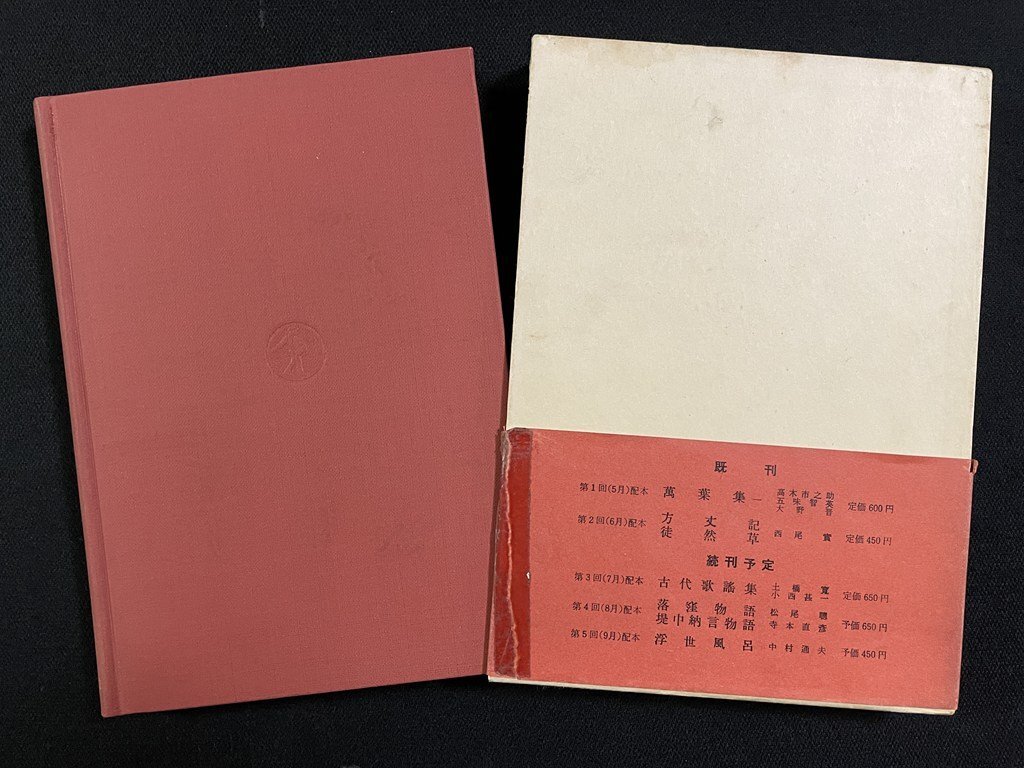 既 刊
第1回(5月)配本 萬葉集一 高木市之助 五味智英 大野晋 定価600円
第2回(6月)配本 方丈記 徒然草 西尾實 定価450円
続刊予定
第3回(7月)配本 古代歌謠集 土橋寛 小西甚一 定価650円
第4回(8月)配本 落窪物語 堤中納言物語 松尾聰 寺本直彦 予価650円
第5回(9月)配本 浮世風呂 中村通夫 予価450円